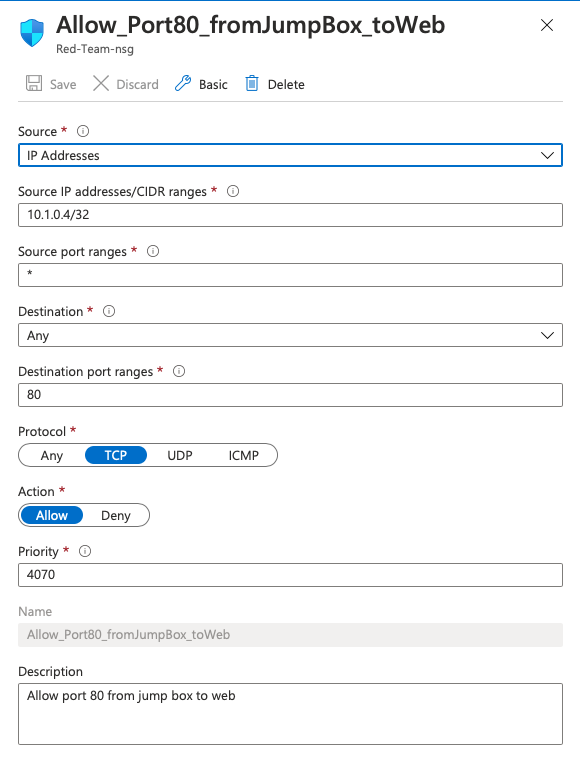 Allow_Port80_fromJumpBox_toWeb
Red-Team-nsg
Save Discard Basic Delete
Source *
IP Addresses
Source IP addresses/CIDR ranges *
10.1.0.4/32
Source port ranges *
*
Destination *
Any
Destination port ranges *
80
Protocol *
Any TCP UDP ICMP
Action *
Allow Deny
Priority *
4070
Name
Allow_Port80_fromJumpBox_toWeb
Description
Allow port 80 from jump box to web